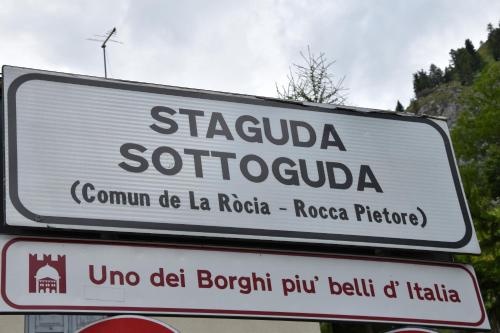 STAGUDA
SOTTOGUDA
(Comun de La Ròcia - Rocca Pietore)
Uno dei Borghi piu' belli d'Italia